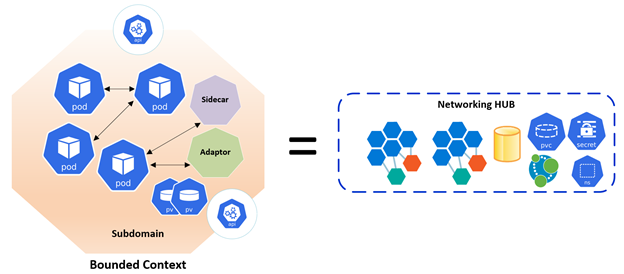 api
pod
pod
Sidecar
pod
pod
Adaptor
pv
pv
api
Subdomain
Bounded Context
=
Networking HUB
pvc
secret
ns